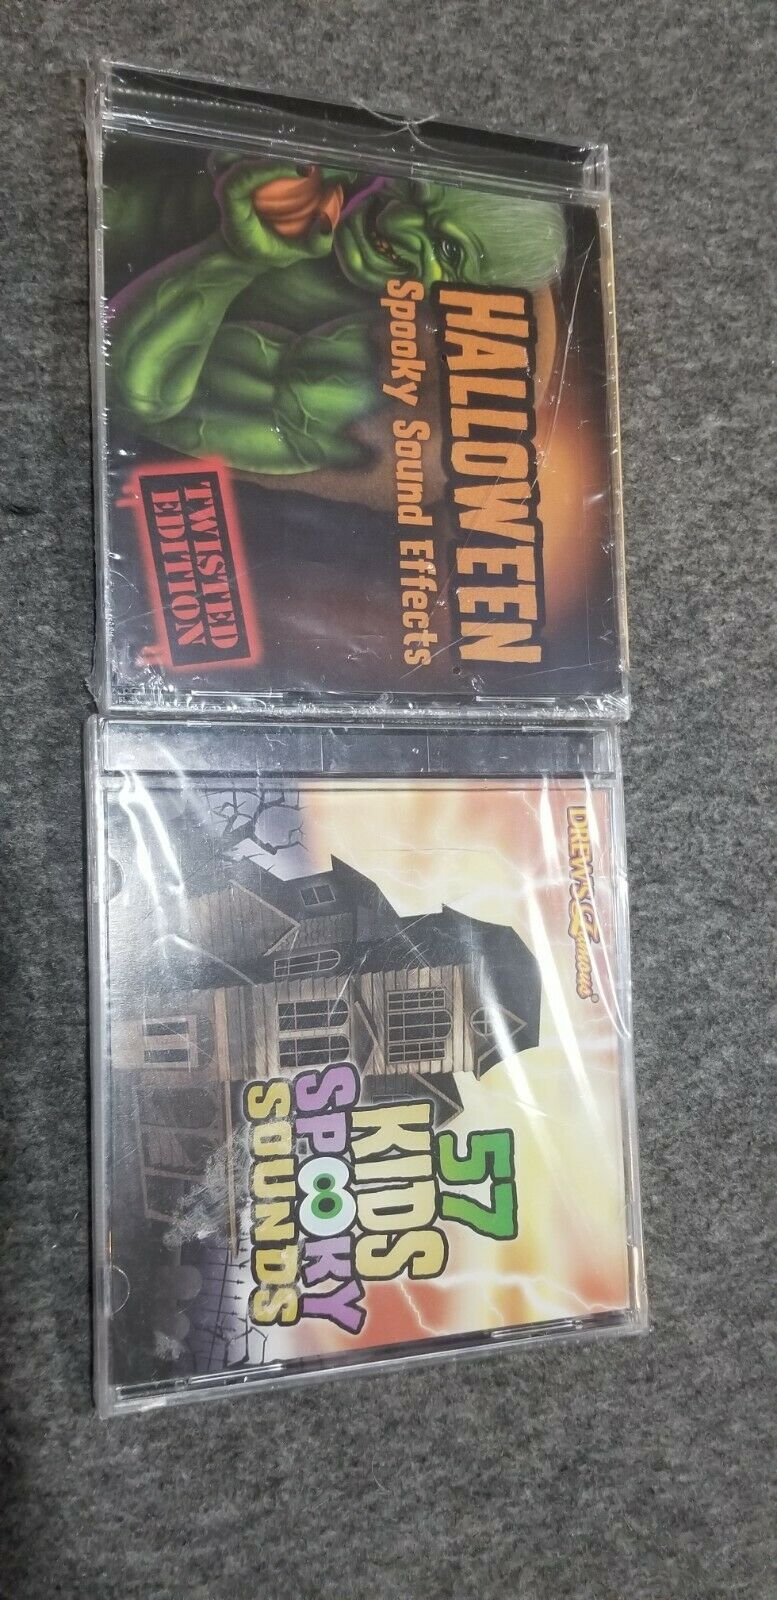 HALLOWEEN
Spooky Sound Effects
TWISTED
EDITION
DREW'S
Famous
57
KIDS
SPOOKY
SOUNDS